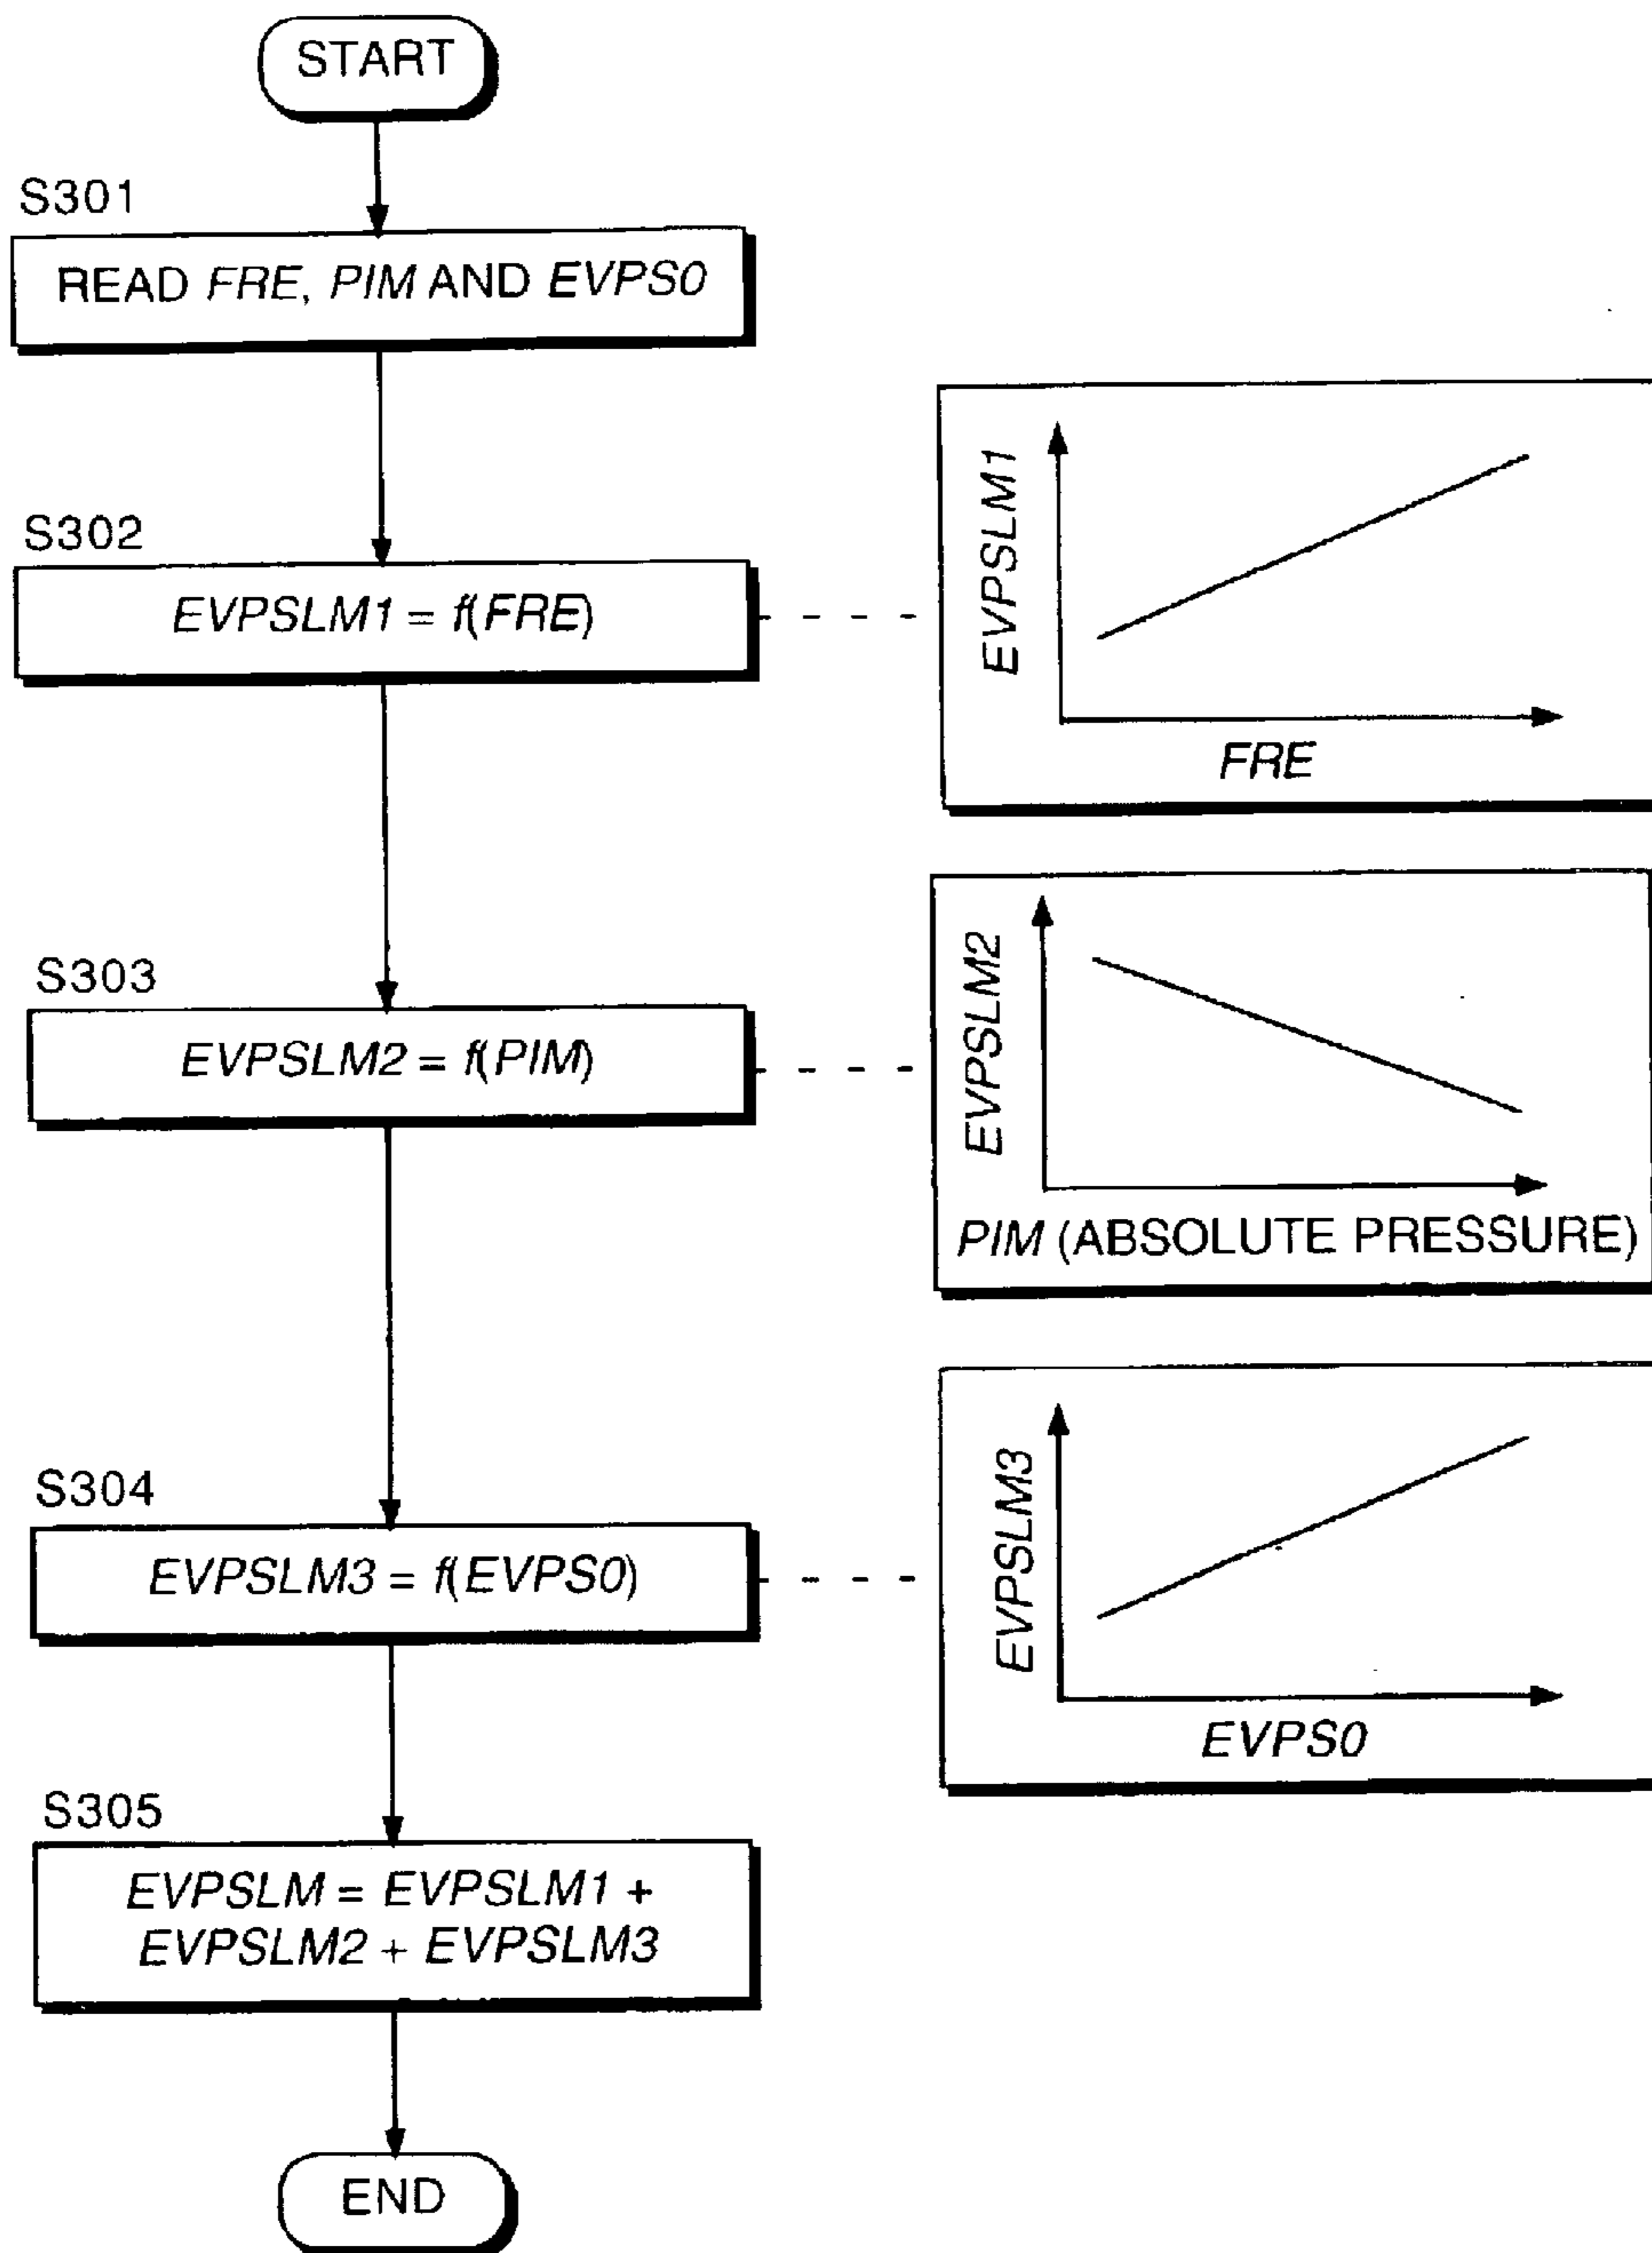 START
S301
READ FRE, PIM AND EVPS0
S302
EVPSLM1 = f(FRE)
EVPSLM1
FRE
S303
EVPSLM2 = f(PIM)
EVPSLM2
PIM (ABSOLUTE PRESSURE)
S304
EVPSLM3 = f(EVPS0)
EVPSLM3
EVPS0
S305
EVPSLM = EVPSLM1 +
EVPSLM2 + EVPSLM3
END